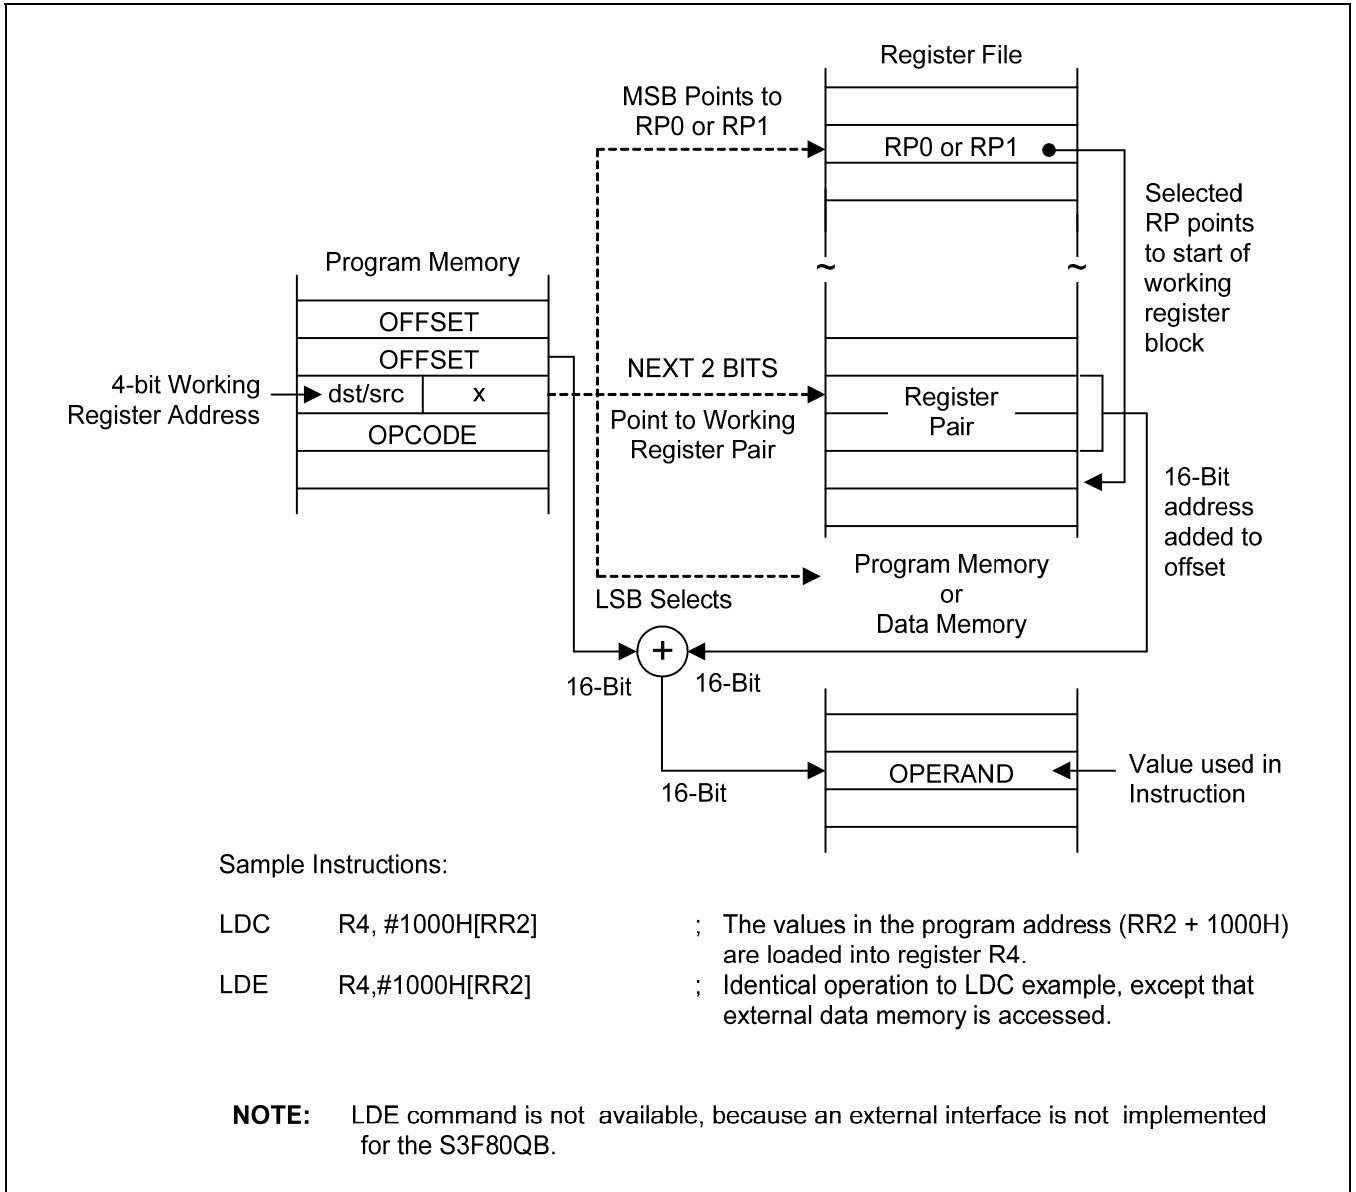 Register File
MSB Points to
RP0 or RP1
RP0 or RP1
Selected
RP points
to start of
working
register
block
~ ~
Program Memory
OFFSET
OFFSET
4-bit Working
Register Address
dst/src x
OPCODE
NEXT 2 BITS
Point to Working
Register Pair
Register
Pair
16-Bit
address
added to
offset
LSB Selects
Program Memory
or
Data Memory
+
16-Bit 16-Bit
16-Bit
OPERAND
Value used in
Instruction
Sample Instructions:
LDC R4, #1000H[RR2] ; The values in the program address (RR2 + 1000H)
are loaded into register R4.
LDE R4,#1000H[RR2] ; Identical operation to LDC example, except that
external data memory is accessed.
NOTE: LDE command is not available, because an external interface is not implemented
for the S3F80QB.